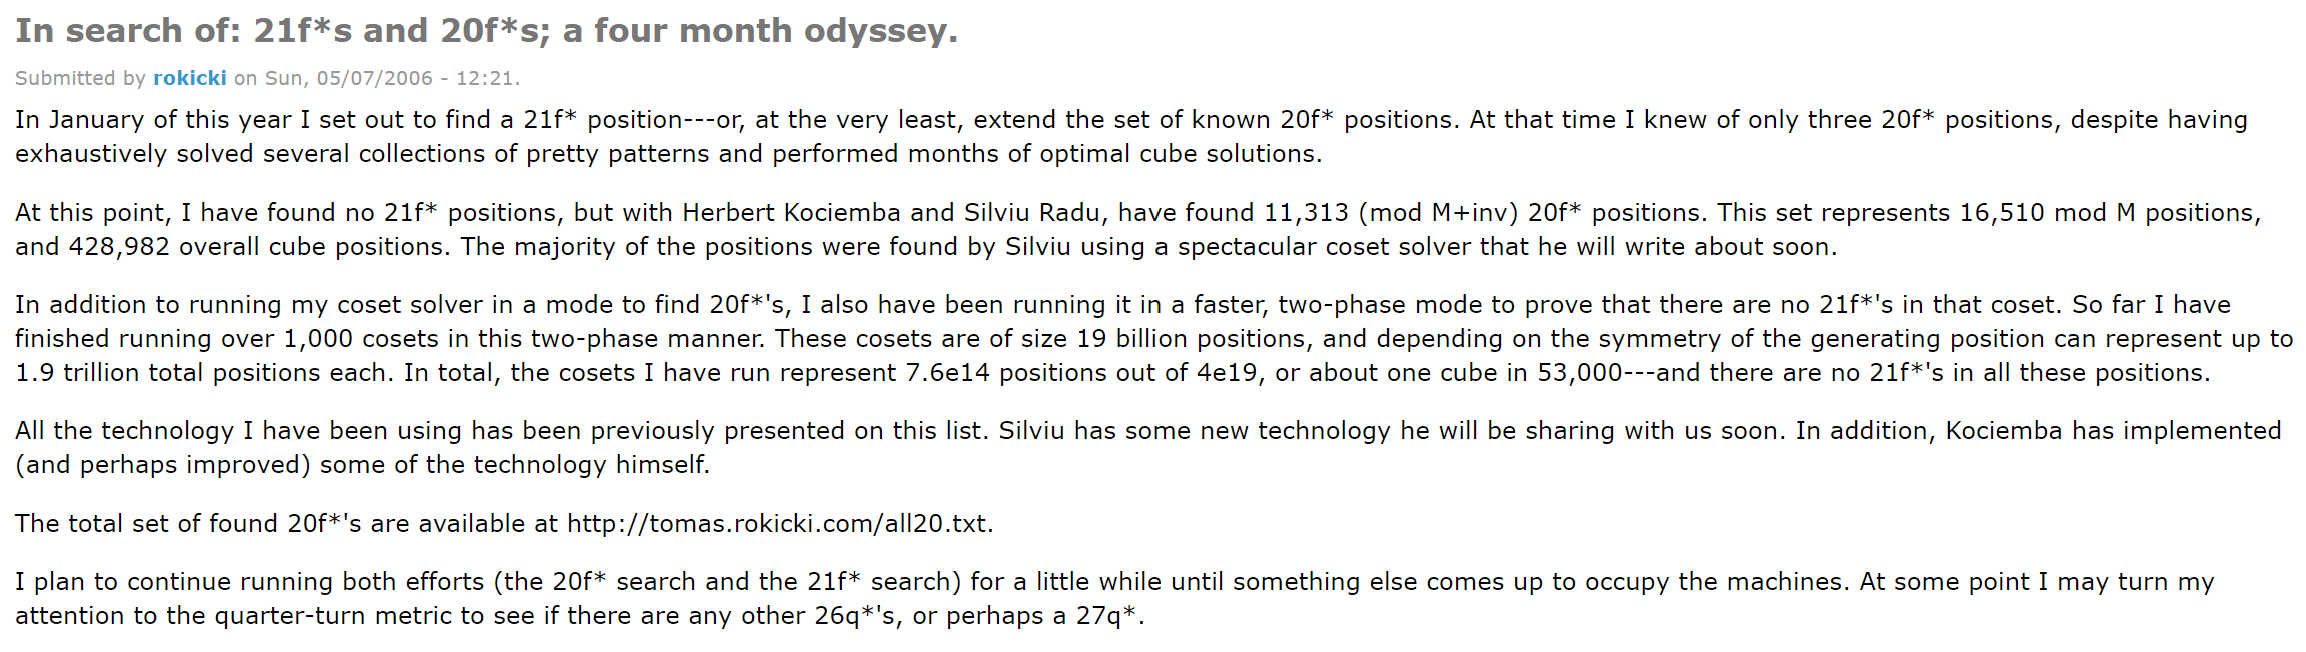 In search of: 21f*s and 20f*s; a four month odyssey.
Submitted by rokicki on Sun, 05/07/2006 - 12:21.
In January of this year I set out to find a 21f* position---or, at the very least, extend the set of known 20f* positions. At that time I knew of only three 20f* positions, despite having
exhaustively solved several collections of pretty patterns and performed months of optimal cube solutions.
At this point, I have found no 21f* positions, but with Herbert Kociemba and Silviu Radu, have found 11,313 (mod M+inv) 20f* positions. This set represents 16,510 mod M positions,
and 428,982 overall cube positions. The majority of the positions were found by Silviu using a spectacular coset solver that he will write about soon.
In addition to running my coset solver in a mode to find 20f*'s, I also have been running it in a faster, two-phase mode to prove that there are no 21f*'s in that coset. So far I have
finished running over 1,000 cosets in this two-phase manner. These cosets are of size 19 billion positions, and depending on the symmetry of the generating position can represent up to
1.9 trillion total positions each. In total, the cosets I have run represent 7.6e14 positions out of 4e19, or about one cube in 53,000---and there are no 21f*'s in all these positions.
All the technology I have been using has been previously presented on this list. Silviu has some new technology he will be sharing with us soon. In addition, Kociemba has implemented
(and perhaps improved) some of the technology himself.
The total set of found 20f*'s are available at http://tomas.rokicki.com/all20.txt.
I plan to continue running both efforts (the 20f* search and the 21f* search) for a little while until something else comes up to occupy the machines. At some point I may turn my
attention to the quarter-turn metric to see if there are any other 26q*'s, or perhaps a 27q*.